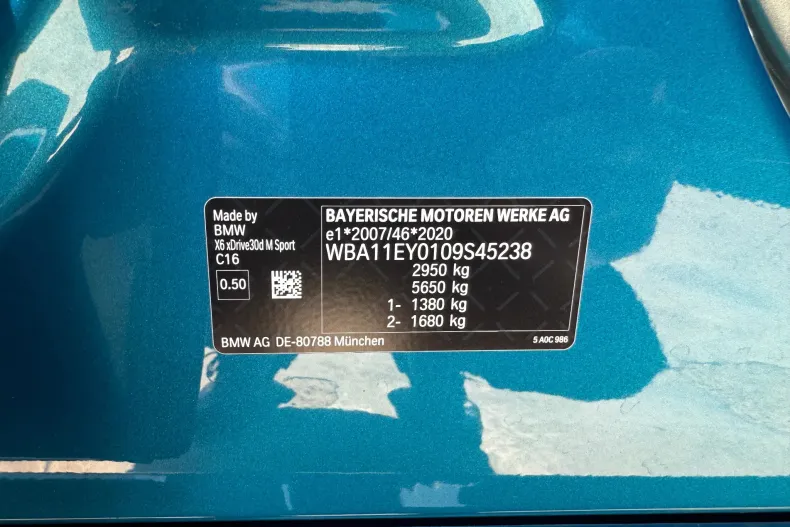 Made by
BMW
X6 xDrive30d M Sport
C16
0.50
BAYERISCHE MOTOREN WERKE AG
e1*2007/46*2020
WBA11EY0109S45238
2950 kg
5650 kg
1- 1380 kg
2- 1680 kg
BMW AG DE-80788 München
5 A0C 986